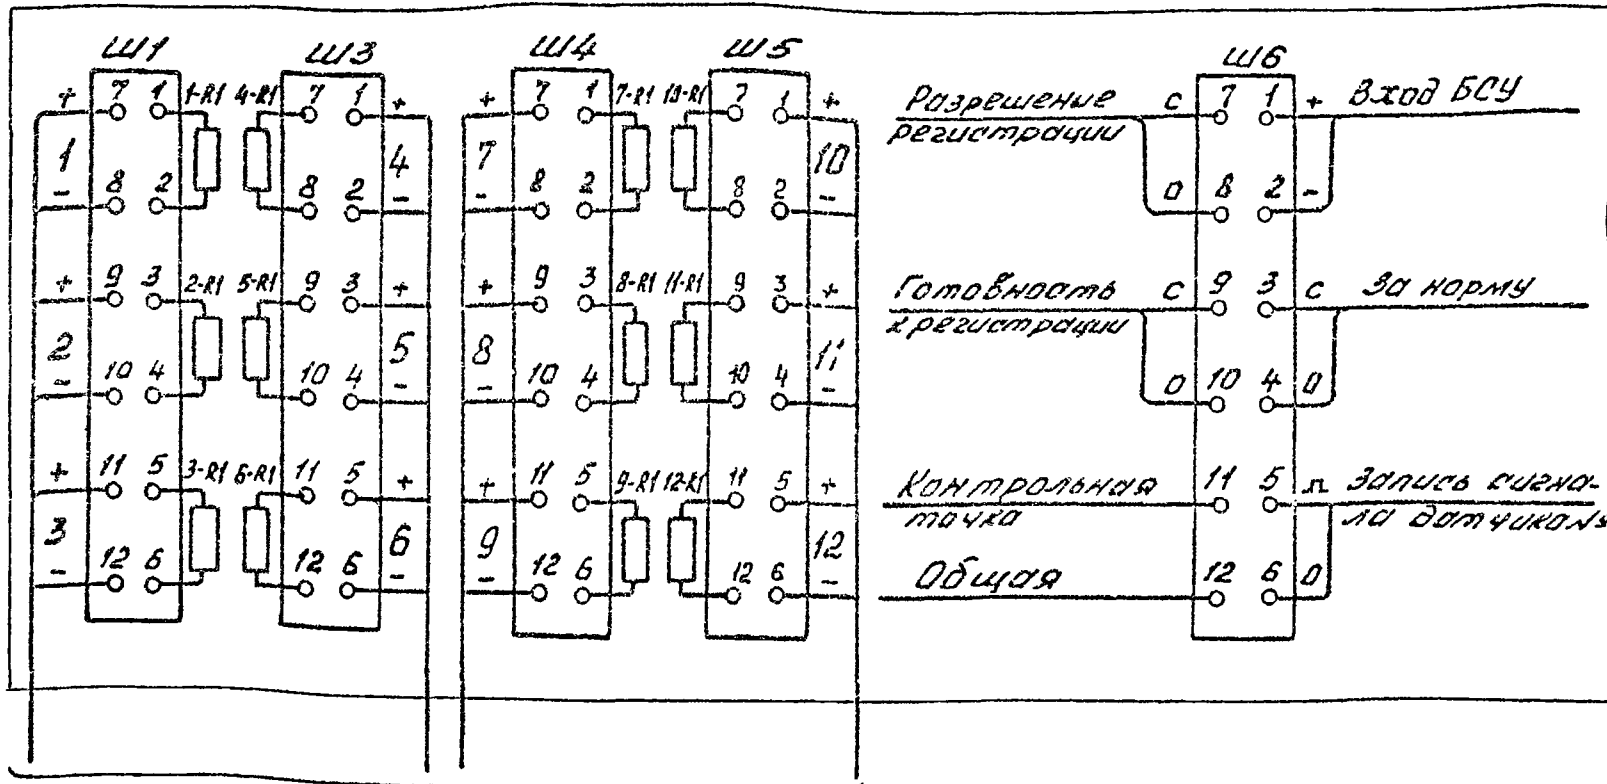 Ш1
Ш3
Ш4
Ш5
Ш6
+ 7 1 1-R1 4-R1 7 1 +
1
4
- 8 2 8 2 -
+ 9 3 2-R1 5-R1 9 3 +
2
5
- 10 4 10 4 -
+ 11 5 3-R1 6-R1 11 5 +
3
6
- 12 6 12 6 -
+ 7 1 7-R1 10-R1 7 1 +
7
10
- 8 2 8 2 -
+ 9 3 8-R1 11-R1 9 3 +
8
11
- 10 4 10 4 -
+ 11 5 9-R1 12-R1 11 5 +
9
12
- 12 6 12 6 -
Разрешение с 7 1 + Вход БСУ
регистрации
0 8 2 -
Готовность с 9 3 с За норму
к регистрации
0 10 4 0
Контрольная 11 5 л Запись сигна-
точка ла датчика
Общая 12 6 0